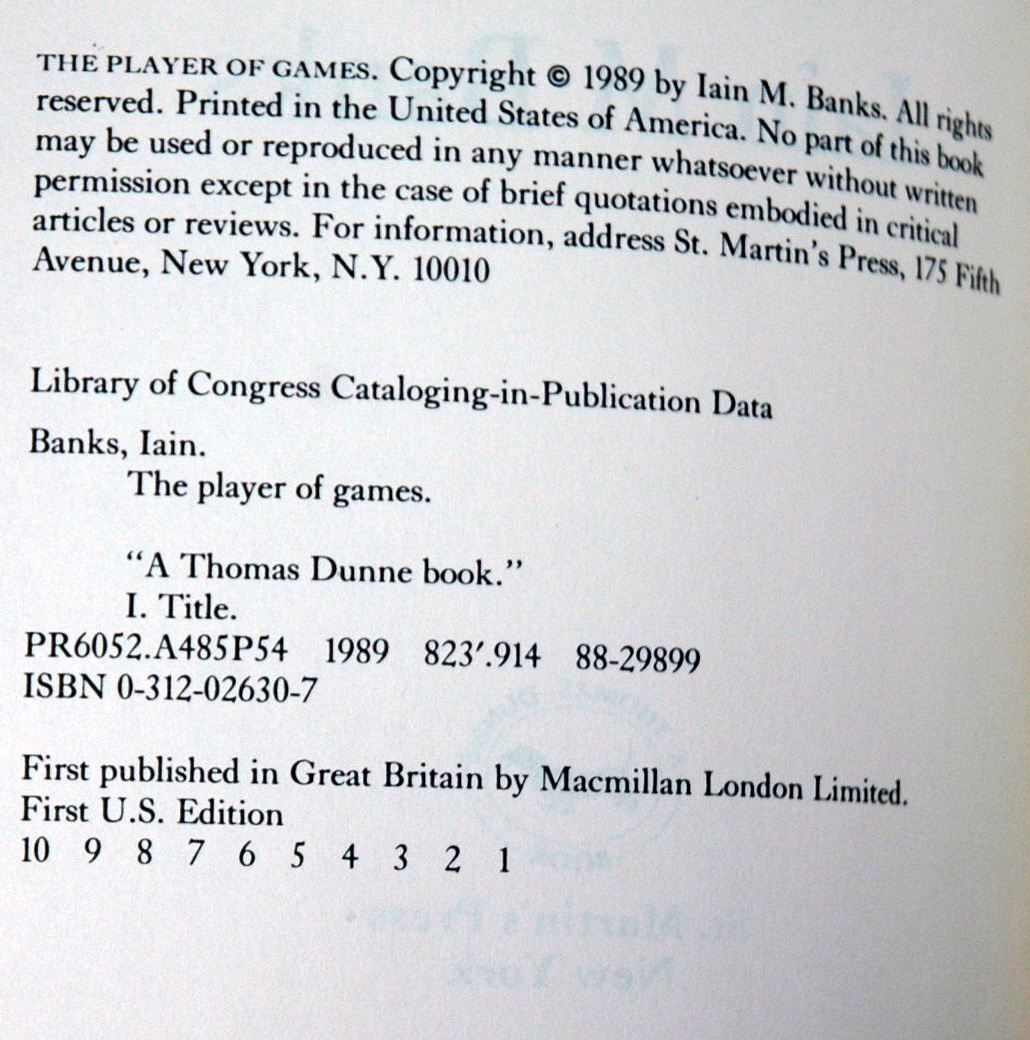 THE PLAYER OF GAMES. Copyright © 1989 by Iain M. Banks. All rights
reserved. Printed in the United States of America. No part of this book
may be used or reproduced in any manner whatsoever without written
permission except in the case of brief quotations embodied in critical
articles or reviews. For information, address St. Martin's Press, 175 Fifth
Avenue, New York, N.Y. 10010
Library of Congress Cataloging-in-Publication Data
Banks, Iain.
The player of games.
"A Thomas Dunne book."
I. Title.
PR6052.A485P54 1989 823'.914 88-29899
ISBN 0-312-02630-7
First published in Great Britain by Macmillan London Limited.
First U.S. Edition
10 9 8 7 6 5 4 3 2 1
St. Martin's Press
New York